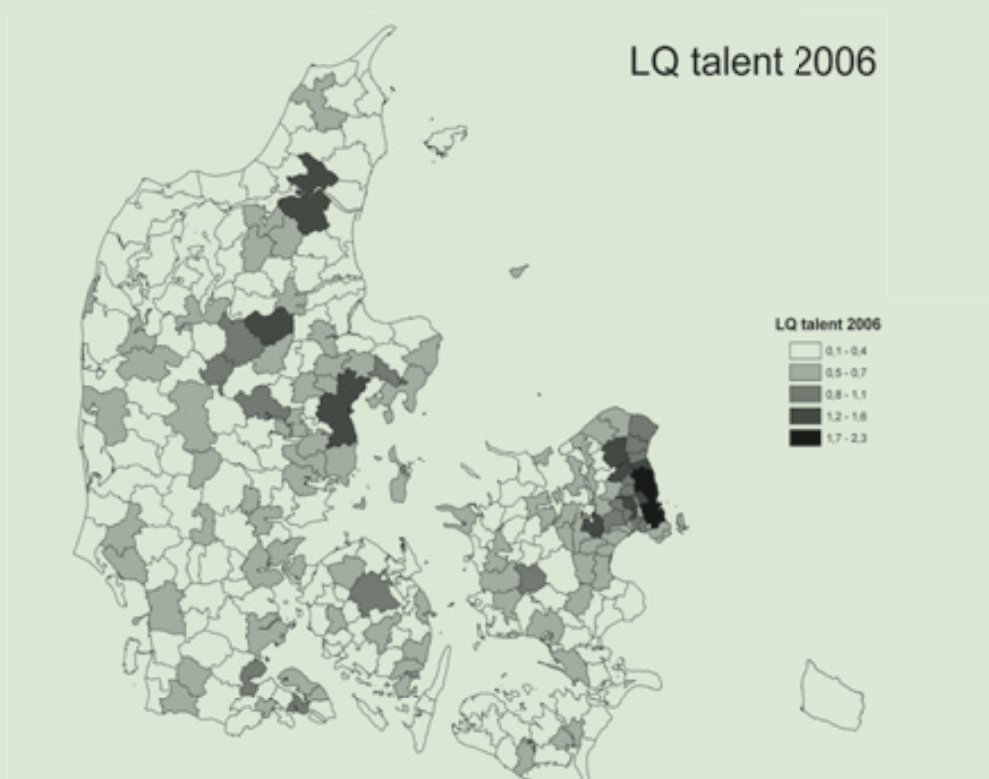 LQ talent 2006
LQ talent 2006
0,1 - 0,4
0,5 - 0,7
0,8 - 1,1
1,2 - 1,6
1,7 - 2,3